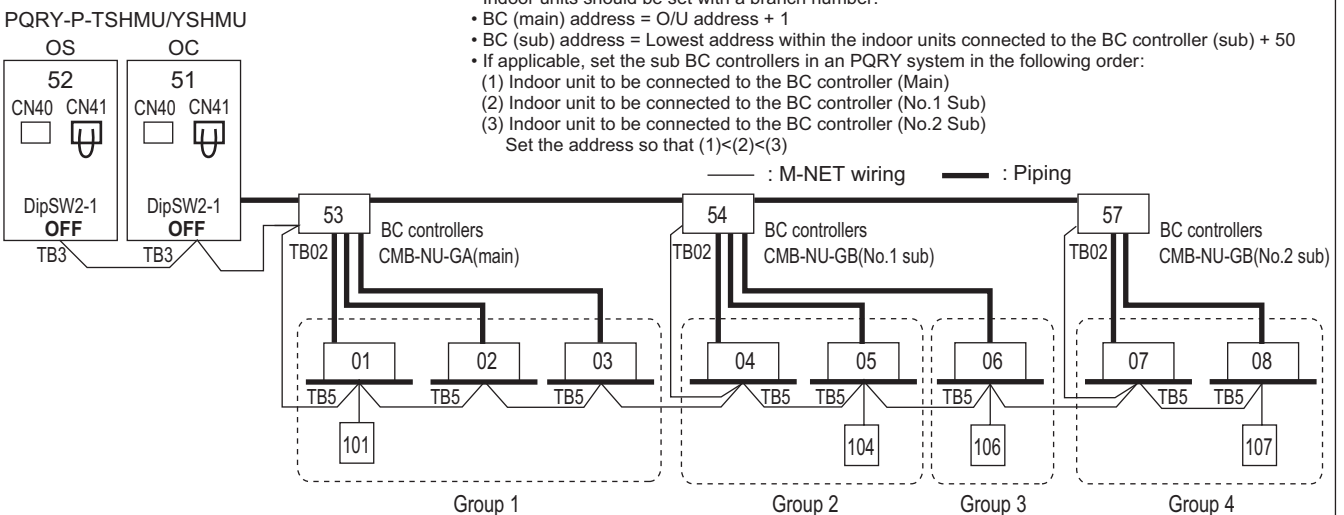 Indoor units should be set with a branch number.
• BC (main) address = O/U address + 1
• BC (sub) address = Lowest address within the indoor units connected to the BC controller (sub) + 50
• If applicable, set the sub BC controllers in an PQRY system in the following order:
(1) Indoor unit to be connected to the BC controller (Main)
(2) Indoor unit to be connected to the BC controller (No.1 Sub)
(3) Indoor unit to be connected to the BC controller (No.2 Sub)
Set the address so that (1)<(2)<(3)
PQRY-P-TSHMU/YSHMU
OS OC
52 51
CN40 CN41 CN40 CN41
DipSW2-1 DipSW2-1
OFF OFF
TB3 TB3
: M-NET wiring : Piping
53 54 57
TB02 TB02 TB02
BC controllers
CMB-NU-GA(main)
BC controllers
CMB-NU-GB(No.1 sub)
BC controllers
CMB-NU-GB(No.2 sub)
01 02 03 04 05 06 07 08
TB5 TB5 TB5 TB5 TB5 TB5 TB5 TB5
101 104 106 107
Group 1 Group 2 Group 3 Group 4